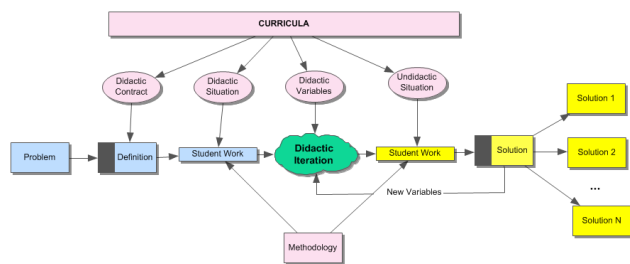 CURRICULA
Didactic
Contract
Didactic
Situation
Didactic
Variables
Undidactic
Situation
Solution 1
Problem
Definition
Student Work
Didactic
Iteration
Student Work
Solution
Solution 2
...
New Variables
Solution N
Methodology